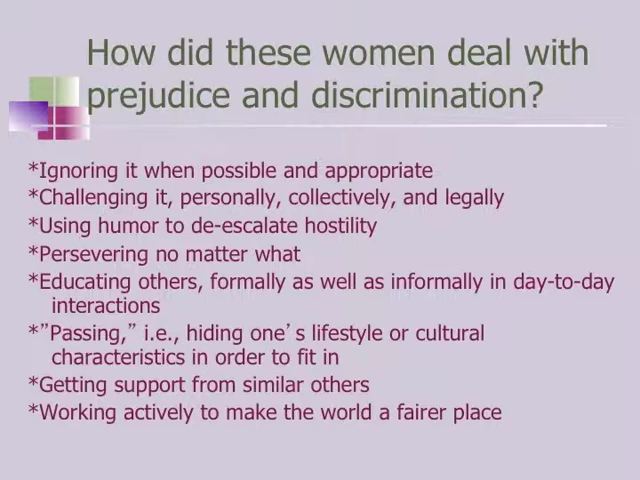 How did these women deal with
prejudice and discrimination?
*Ignoring it when possible and appropriate
*Challenging it, personally, collectively, and legally
*Using humor to de-escalate hostility
*Persevering no matter what
*Educating others, formally as well as informally in day-to-day
interactions
*”Passing,” i.e., hiding one’s lifestyle or cultural
characteristics in order to fit in
*Getting support from similar others
*Working actively to make the world a fairer place